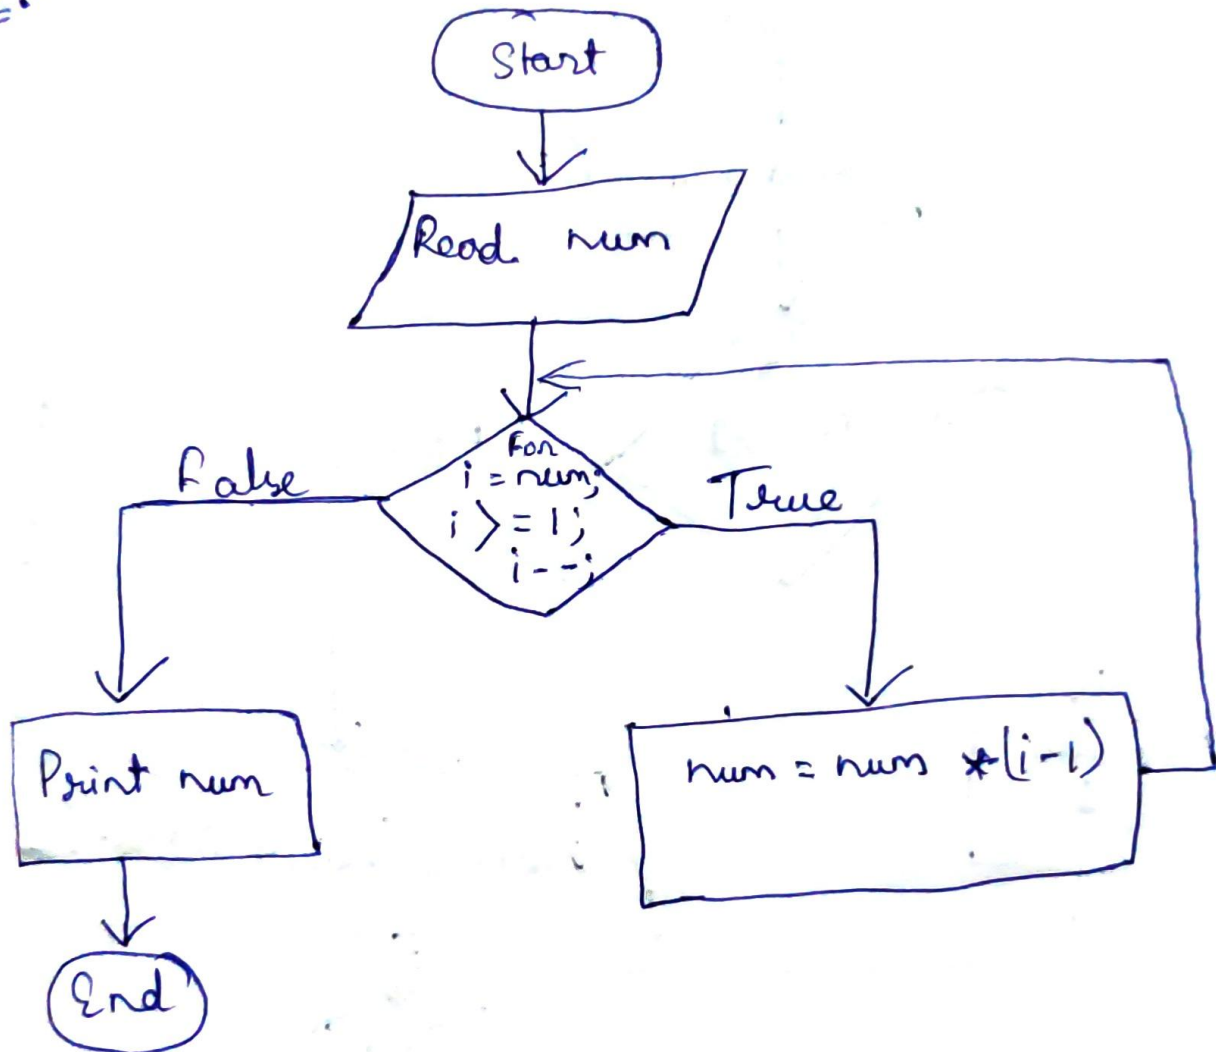 Start
Read num
For
i = num;
i >= 1;
i--;
False
True
Print num
num = num *(i-1)
End